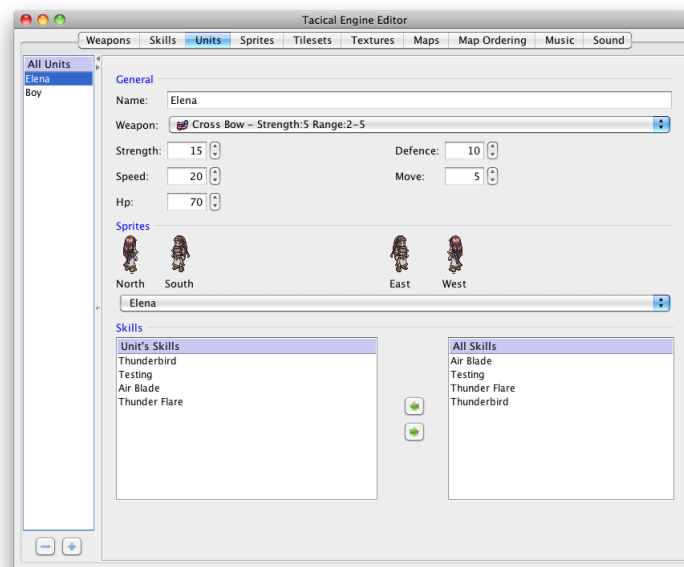 Tacical Engine Editor
Weapons Skills Units Sprites Tilesets Textures Maps Map Ordering Music Sound
All Units
Elena
Boy
General
Name: Elena
Weapon: Cross Bow - Strength:5 Range:2-5
Strength: 15 Defence: 10
Speed: 20 Move: 5
Hp: 70
Sprites
North South East West
Elena
Skills
Unit's Skills
Thunderbird
Testing
Air Blade
Thunder Flare
All Skills
Air Blade
Testing
Thunder Flare
Thunderbird